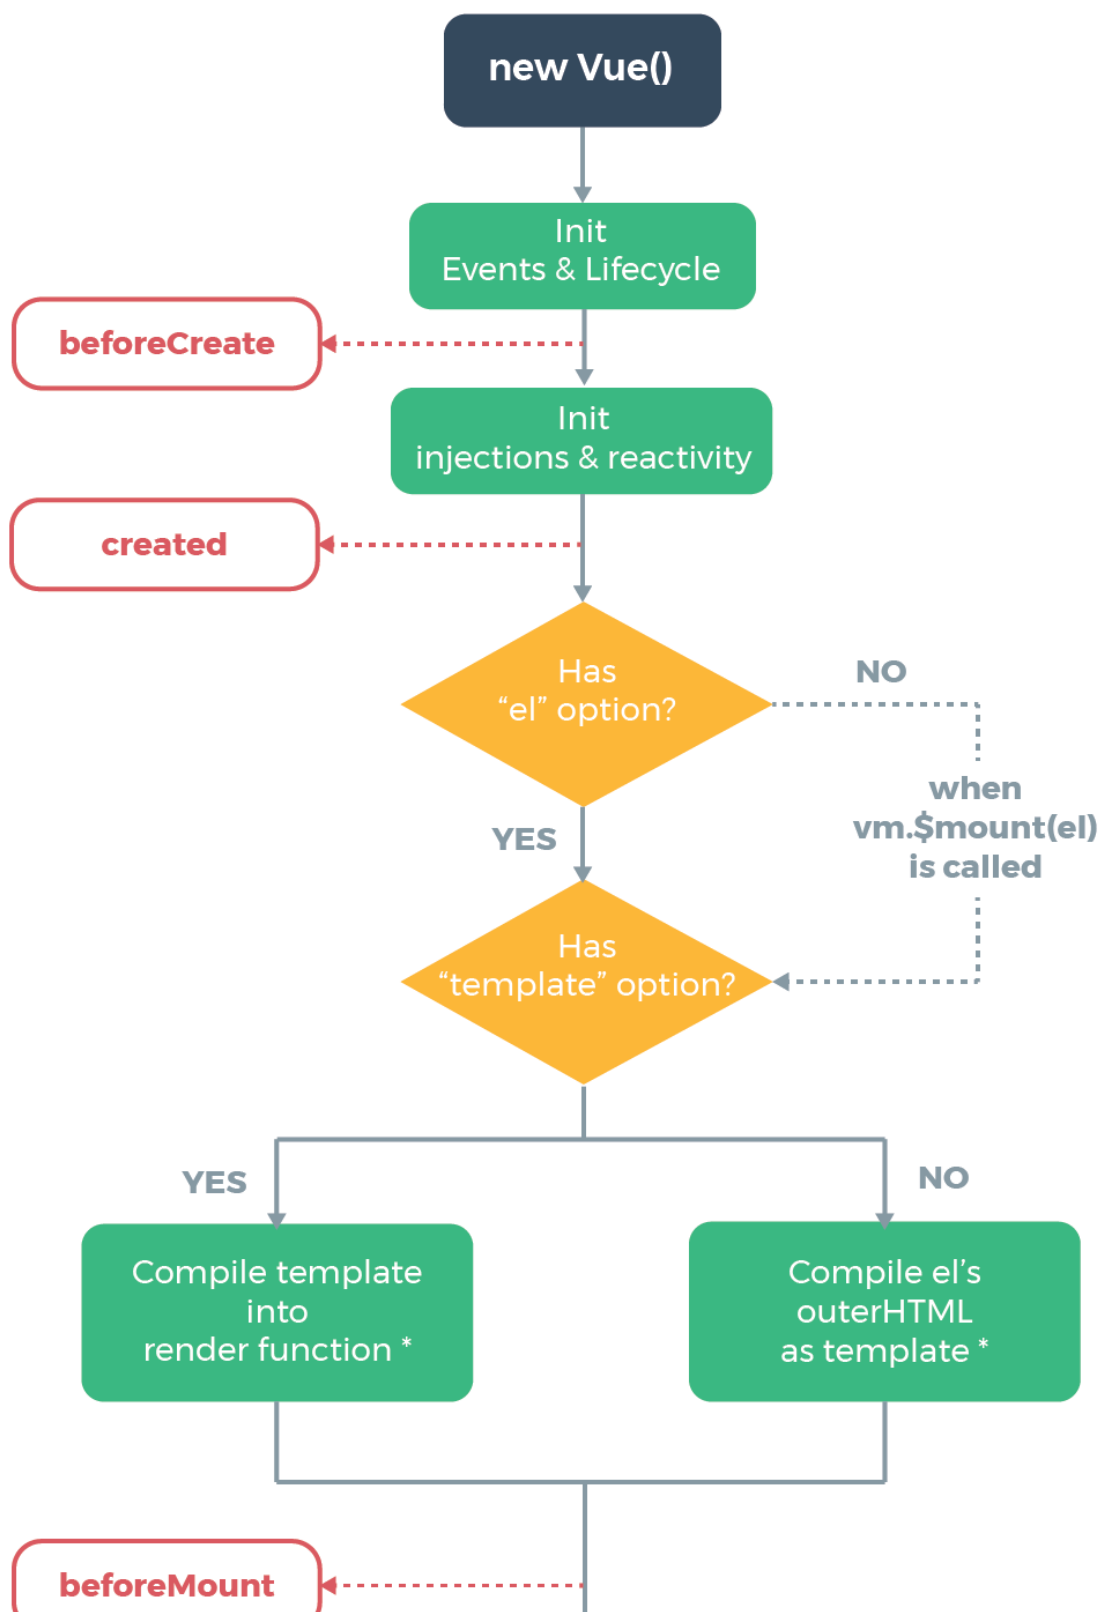 new Vue()
Init
Events & Lifecycle
beforeCreate
Init
injections & reactivity
created
Has
“el” option?
NO
when
vm.$mount(el)
is called
YES
Has
“template” option?
YES
NO
Compile template
into
render function *
Compile el’s
outerHTML
as template *
beforeMount